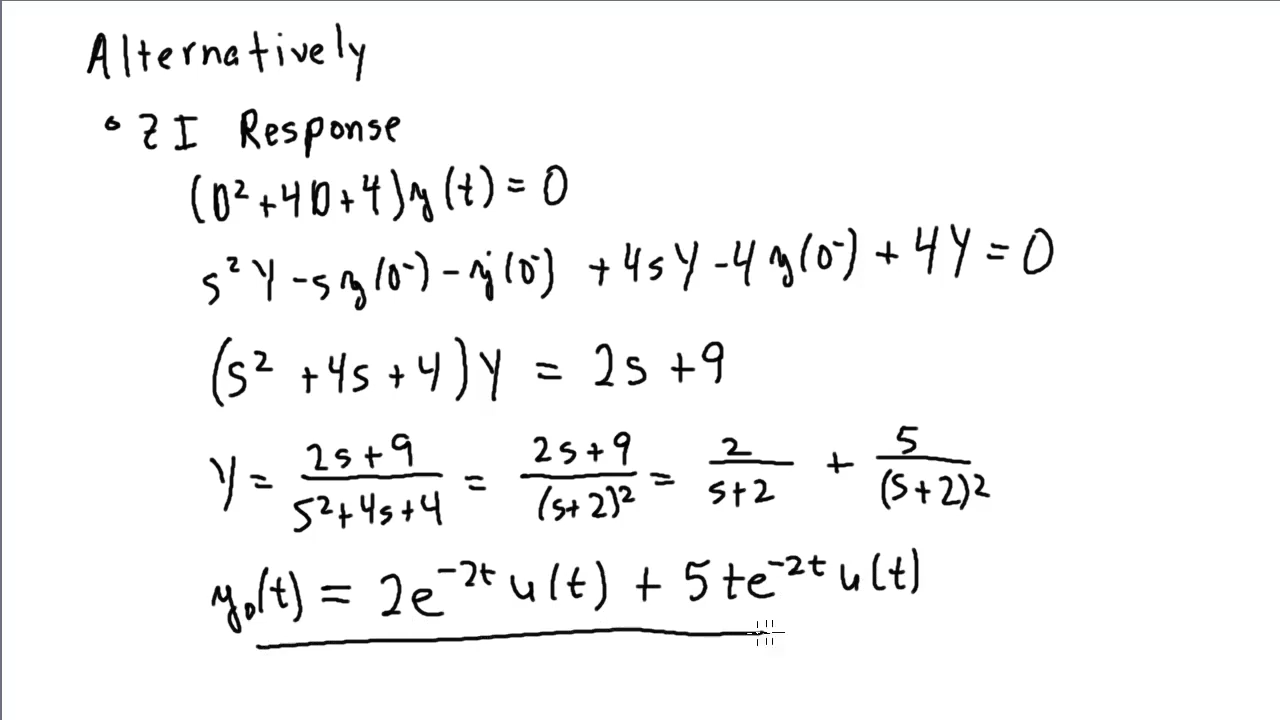 Alternatively
• ZI Response
(D²+4D+4)y(t)=0
s²Y-sy(0⁻)-ẏ(0⁻) +4sY-4y(0⁻)+4Y=0
(s²+4s+4)Y = 2s+9
Y = (2s+9)/(s²+4s+4) = (2s+9)/(s+2)² = 2/(s+2) + 5/(s+2)²
y₀(t) = 2e^(-2t) u(t) + 5te^(-2t) u(t)